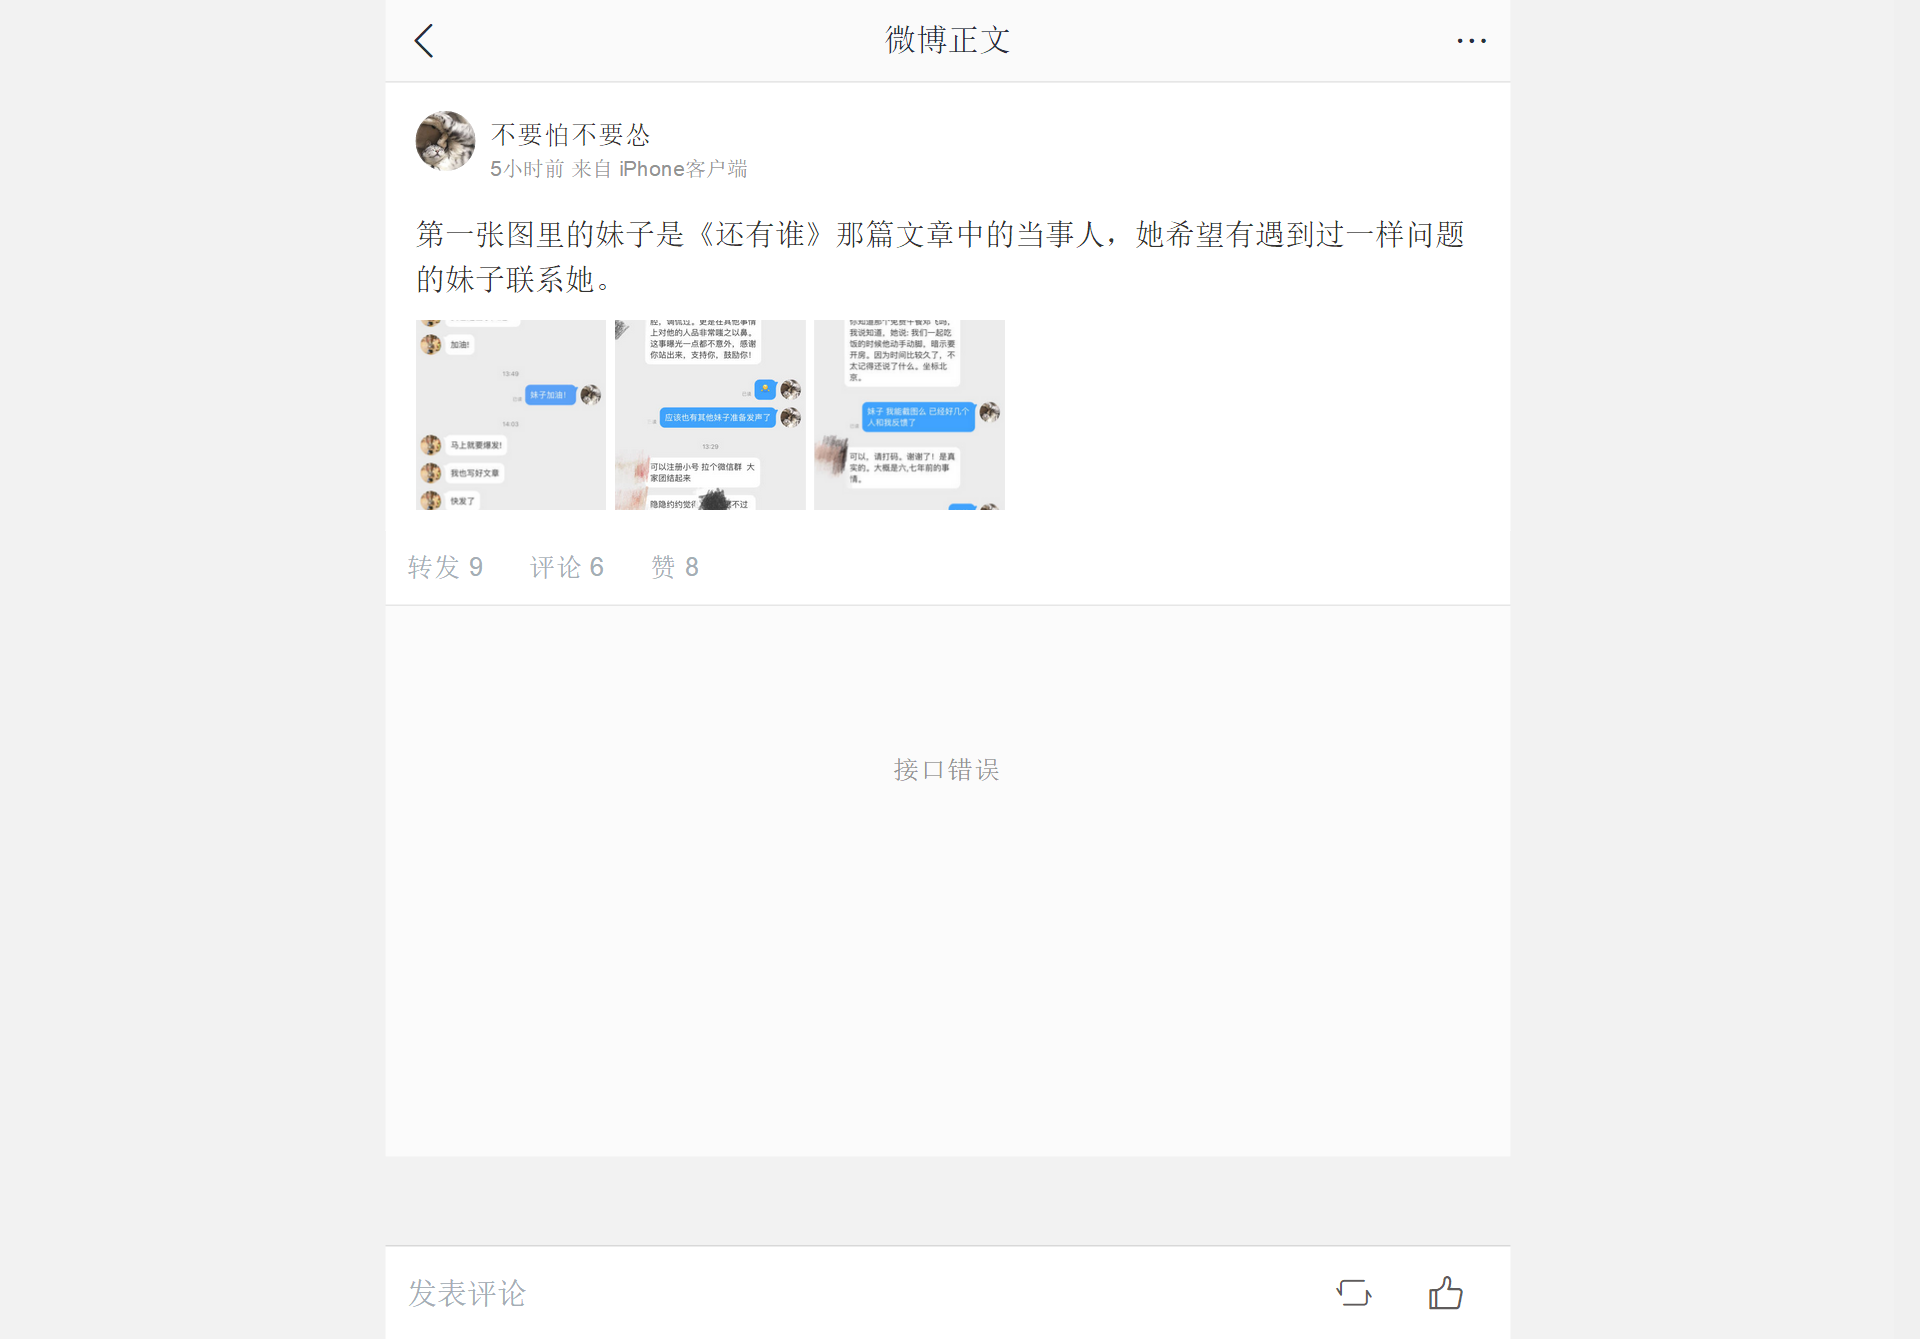 微博正文
不要怕不要怂
5小时前 来自 iPhone客户端
第一张图里的妹子是《还有谁》那篇文章中的当事人，她希望有遇到过一样问题
的妹子联系她。
加油!
13:49
妹子加油！
14:03
马上就要爆发!
我也写好文章
快发了
腔，调侃过。更是在其他事情
上对他的人品非常嗤之以鼻。
这事曝光一点都不意外，感谢
你站出来，支持你，鼓励你！
应该也有其他妹子准备发声了
13:29
可以注册小号 拉个微信群 大
家团结起来
隐隐约约觉得
不过
我说知道，她说: 我们一起吃
饭的时候他动手动脚、暗示要
开房。因为时间比较久了，不
太记得还说了什么。坐标北
京。
妹子 我能截图么 已经好几个
人和我反馈了
可以，请打码。谢谢了！是真
实的。大概是六,七年前的事
情。
转发 9 评论 6 赞 8
接口错误
发表评论